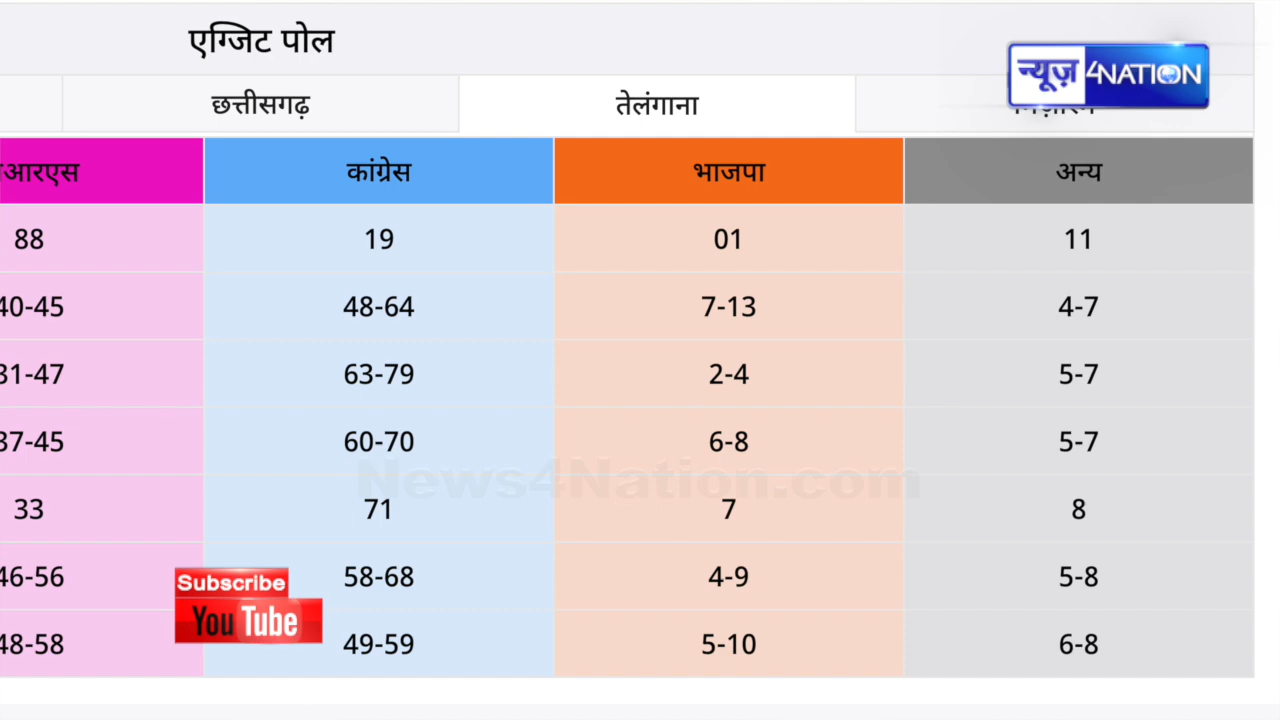 एग्जिट पोल
न्यूज़ 4NATION
छत्तीसगढ़ तेलंगाना
कांग्रेस भाजपा अन्य
88 19 01 11
40-45 48-64 7-13 4-7
31-47 63-79 2-4 5-7
37-45 60-70 6-8 5-7
News4Nation.com
33 71 7 8
46-56 58-68 4-9 5-8
Subscribe
YouTube
48-58 49-59 5-10 6-8